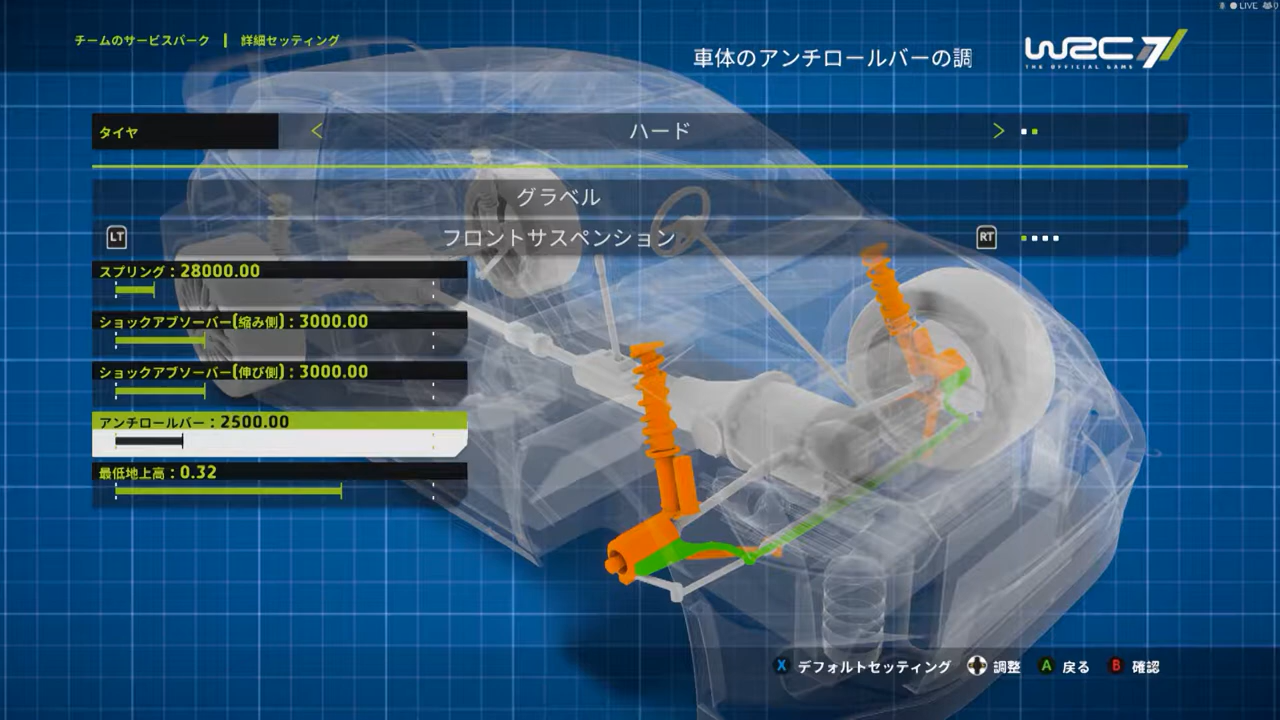 LIVE
チームのサービスパーク | 詳細セッティング
車体のアンチロールバーの調
WRC 7
THE OFFICIAL GAME
タイヤ
ハード
グラベル
LT
フロントサスペンション
RT
スプリング：28000.00
ショックアブソーバー(縮み側)：3000.00
ショックアブソーバー(伸び側)：3000.00
アンチロールバー：2500.00
最低地上高：0.32
X デフォルトセッティング 調整 A 戻る B 確認